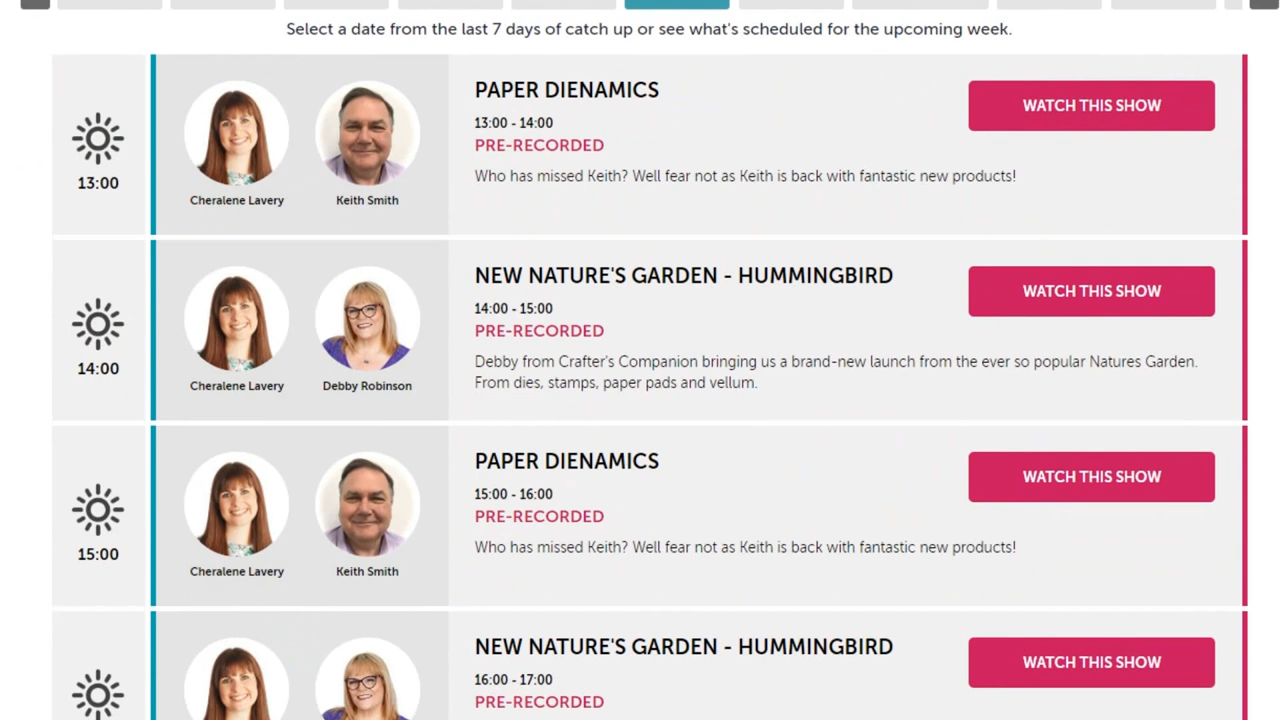 Select a date from the last 7 days of catch up or see what's scheduled for the upcoming week.
13:00
Cheralene Lavery
Keith Smith
PAPER DIENAMICS
13:00 - 14:00
PRE-RECORDED
Who has missed Keith? Well fear not as Keith is back with fantastic new products!
WATCH THIS SHOW
14:00
Cheralene Lavery
Debby Robinson
NEW NATURE'S GARDEN - HUMMINGBIRD
14:00 - 15:00
PRE-RECORDED
Debby from Crafter's Companion bringing us a brand-new launch from the ever so popular Natures Garden.
From dies, stamps, paper pads and vellum.
WATCH THIS SHOW
15:00
Cheralene Lavery
Keith Smith
PAPER DIENAMICS
15:00 - 16:00
PRE-RECORDED
Who has missed Keith? Well fear not as Keith is back with fantastic new products!
WATCH THIS SHOW
NEW NATURE'S GARDEN - HUMMINGBIRD
16:00 - 17:00
PRE-RECORDED
WATCH THIS SHOW